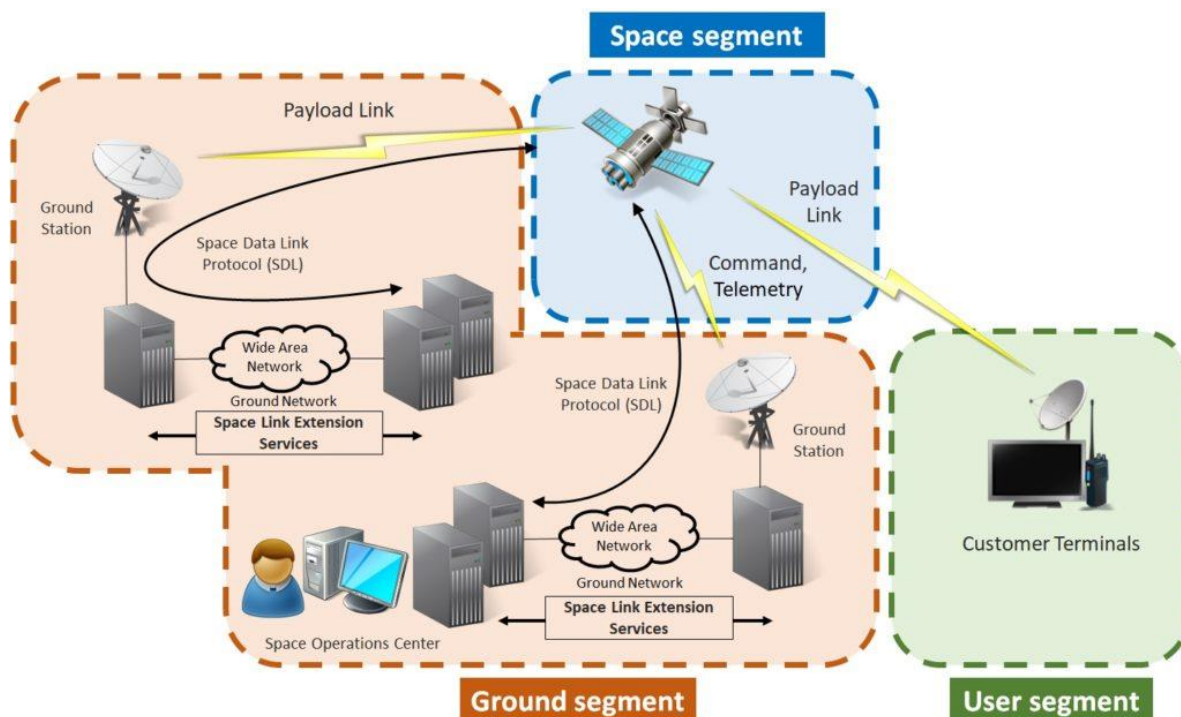 Space segment
Payload Link
Ground
Station
Space Data Link
Protocol (SDL)
Wide Area
Network
Ground Network
Space Link Extension
Services
Payload
Link
Command,
Telemetry
Space Data Link
Protocol (SDL)
Ground
Station
Wide Area
Network
Ground Network
Space Link Extension
Services
Space Operations Center
Customer Terminals
Ground segment
User segment